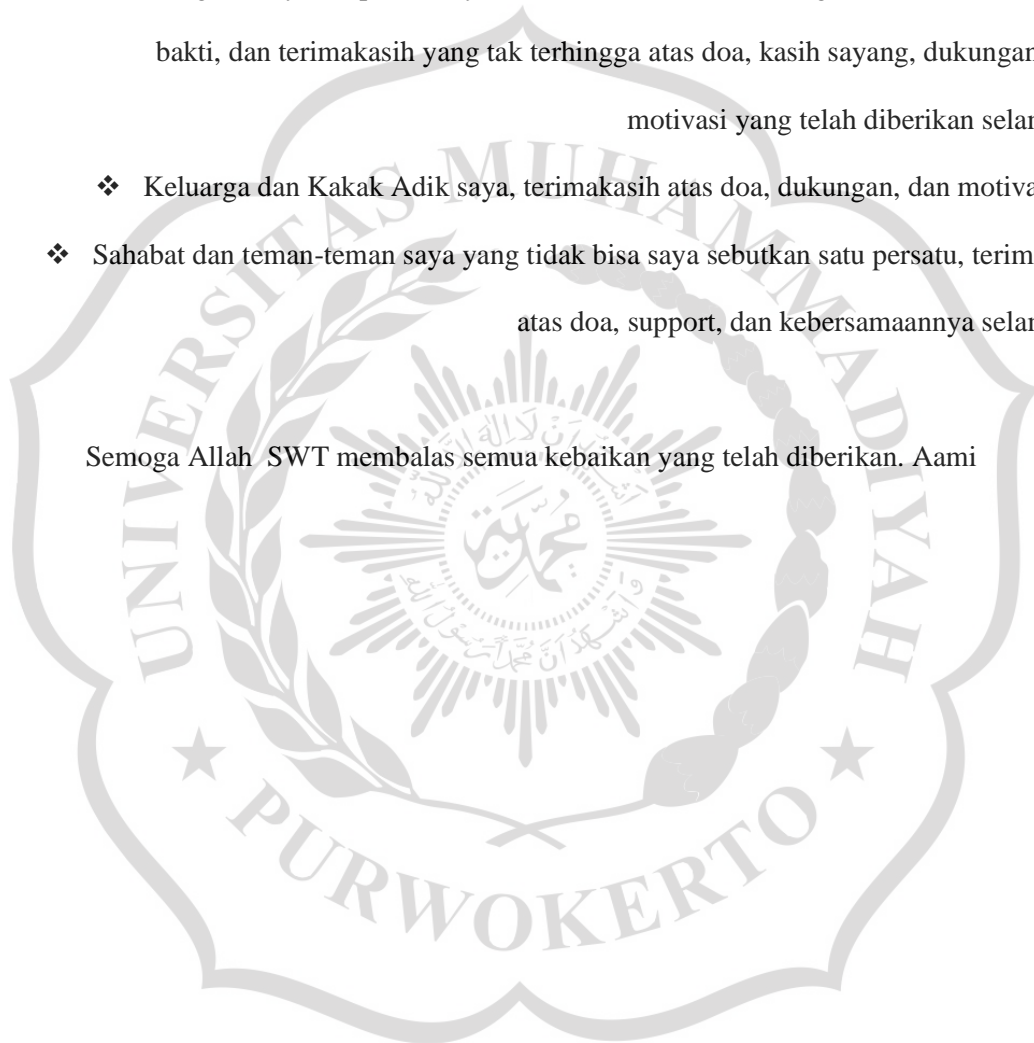 bakti, dan terimakasih yang tak terhingga atas doa, kasih sayang, dukungan
motivasi yang telah diberikan selam
❖ Keluarga dan Kakak Adik saya, terimakasih atas doa, dukungan, dan motiva
❖ Sahabat dan teman-teman saya yang tidak bisa saya sebutkan satu persatu, terim
atas doa, support, dan kebersamaannya selam
Semoga Allah SWT membalas semua kebaikan yang telah diberikan. Aami
UNIVERSITAS MUHAMMADIYAH
★ PURWOKERTO ★